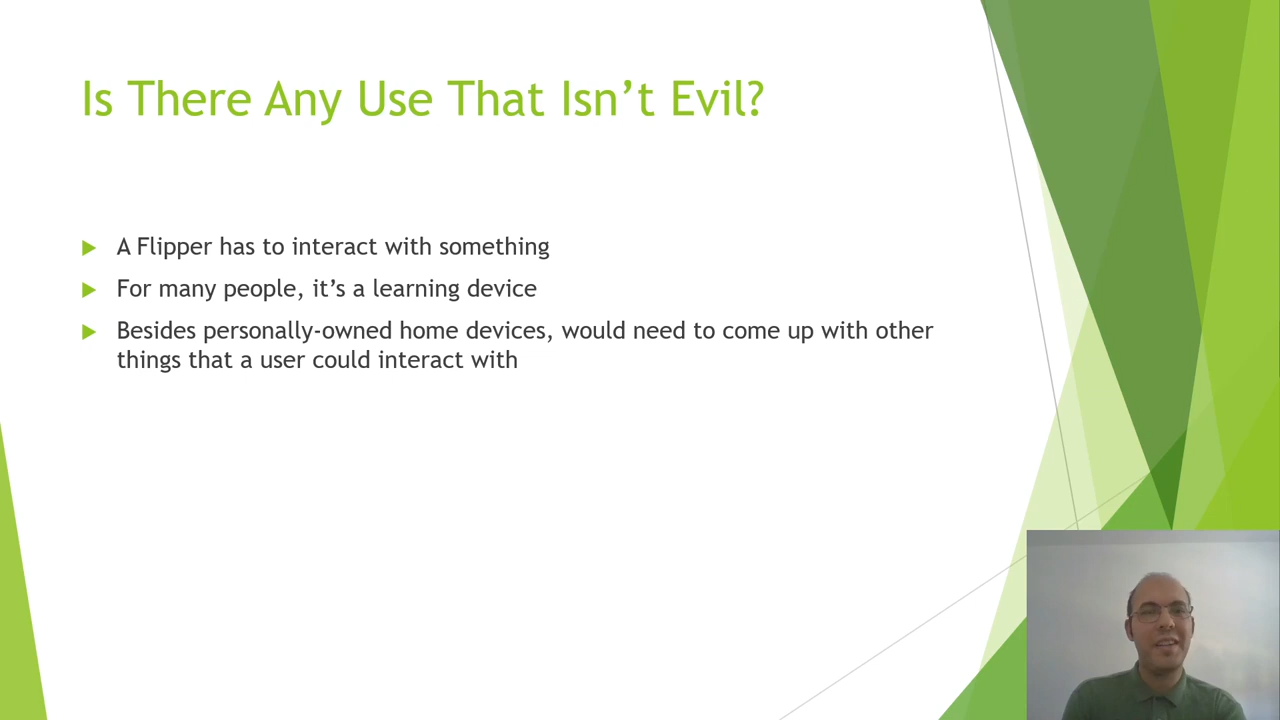 Is There Any Use That Isn’t Evil?
A Flipper has to interact with something
For many people, it’s a learning device
Besides personally-owned home devices, would need to come up with other
things that a user could interact with